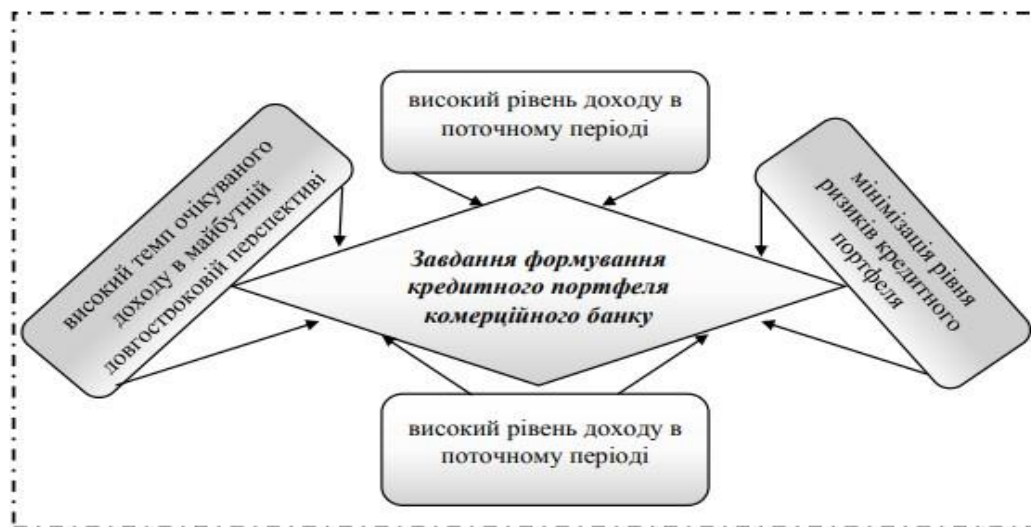 високий рівень доходу в
поточному періоді
високий темп очікуваного
доходу в майбутній
довгостроковій перспективі
Завдання формування
кредитного портфеля
комерційного банку
мінімізація рівня
ризиків кредитного
портфеля
високий рівень доходу в
поточному періоді